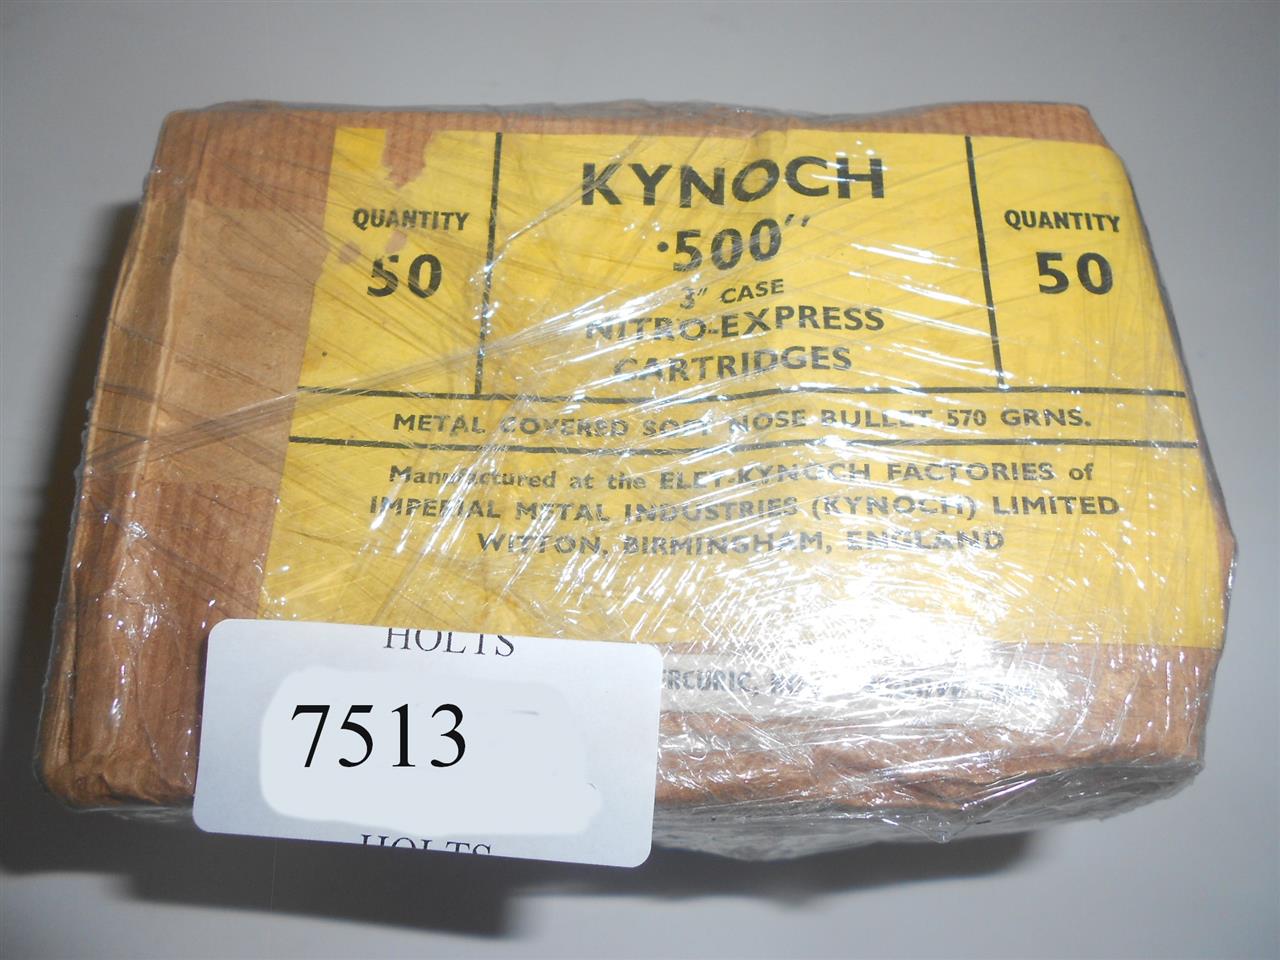 KYNOCH
·500″
3″ CASE
NITRO-EXPRESS
CARTRIDGES
QUANTITY
50
QUANTITY
50
METAL COVERED SOFT NOSE BULLET 570 GRNS.
Manufactured at the ELEY-KYNOCH FACTORIES of
IMPERIAL METAL INDUSTRIES (KYNOCH) LIMITED
WITTON, BIRMINGHAM, ENGLAND
HOLTS
7513
HOLTS